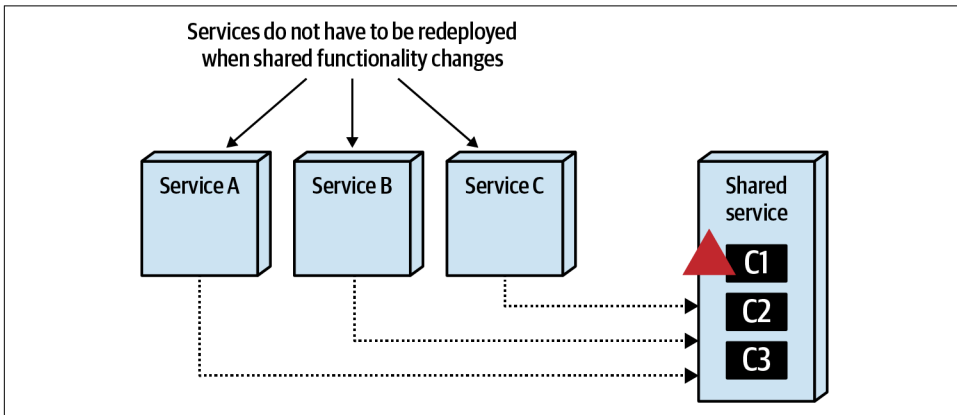 Services do not have to be redeployed
when shared functionality changes
Service A
Service B
Service C
Shared
service
C1
C2
C3